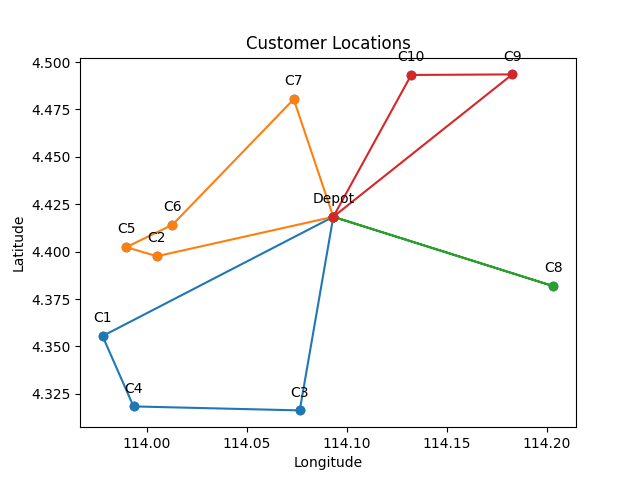 Customer Locations
4.500
4.475
4.450
4.425
4.400
4.375
4.350
4.325
Latitude
C10
C9
C7
Depot
C6
C5
C2
C8
C1
C4
C3
114.00
114.05
114.10
114.15
114.20
Longitude